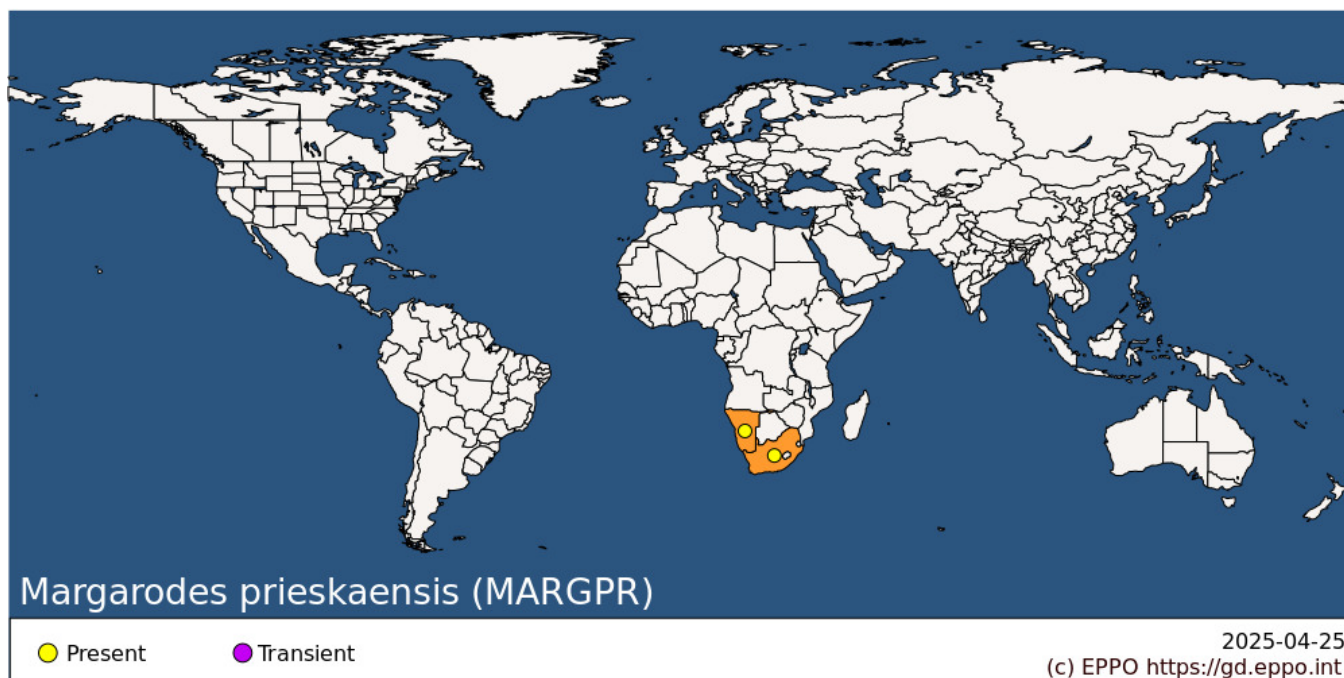 Margarodes prieskaensis (MARGPR)
Present
Transient
2025-04-25
(c) EPPO https://gd.eppo.int